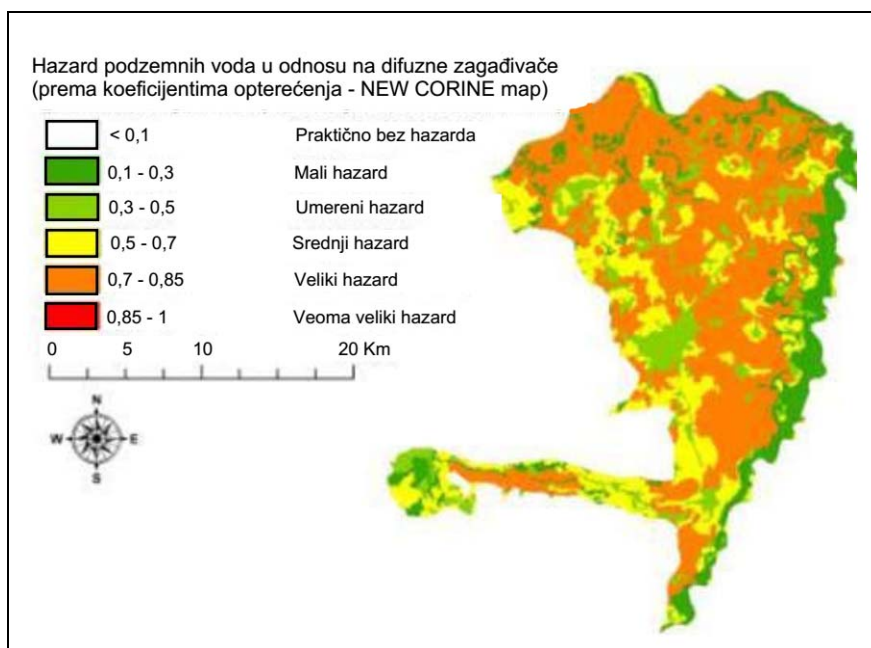 Hazard podzemnih voda u odnosu na difuzne zagađivače
(prema koeficijentima opterećenja - NEW CORINE map)
< 0,1 Praktično bez hazarda
0,1 - 0,3 Mali hazard
0,3 - 0,5 Umereni hazard
0,5 - 0,7 Srednji hazard
0,7 - 0,85 Veliki hazard
0,85 - 1 Veoma veliki hazard
0 5 10 20 Km
N
W E
S